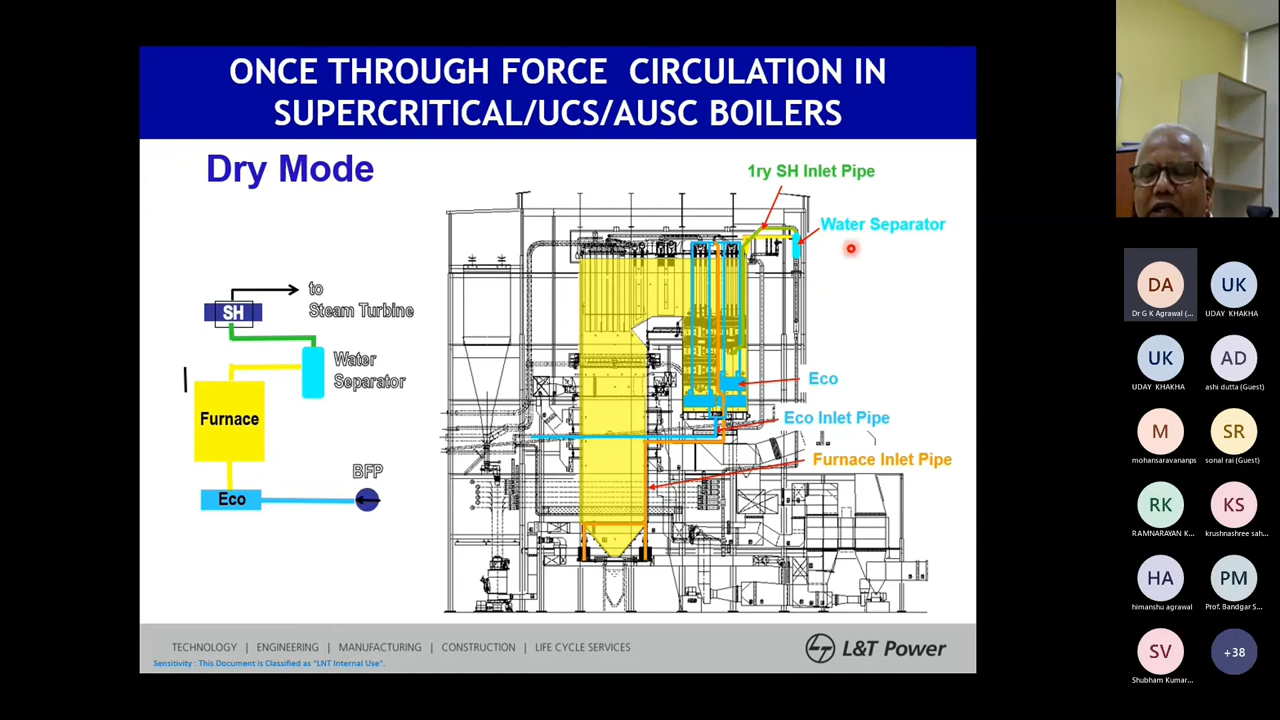 ONCE THROUGH FORCE CIRCULATION IN
SUPERCRITICAL/UCS/AUSC BOILERS
Dry Mode
1ry SH Inlet Pipe
Water Separator
to
Steam Turbine
SH
Water
Separator
Furnace
BFP
Eco
Eco
Eco Inlet Pipe
Furnace Inlet Pipe
TECHNOLOGY | ENGINEERING | MANUFACTURING | CONSTRUCTION | LIFE CYCLE SERVICES
L&T Power
Sensitivity : This Document is Classified as "LNT Internal Use".
DA
UK
Dr G K Agrawal (...
UDAY KHAKHA
UK
AD
UDAY KHAKHA
ashi dutta (Guest)
M
SR
mohansaravananps
sonal rai (Guest)
RK
KS
RAMNARAYAN K...
krushnashree sah...
HA
PM
himanshu agrawal
Prof. Bandgar S...
SV
+38
Shubham Kumar...